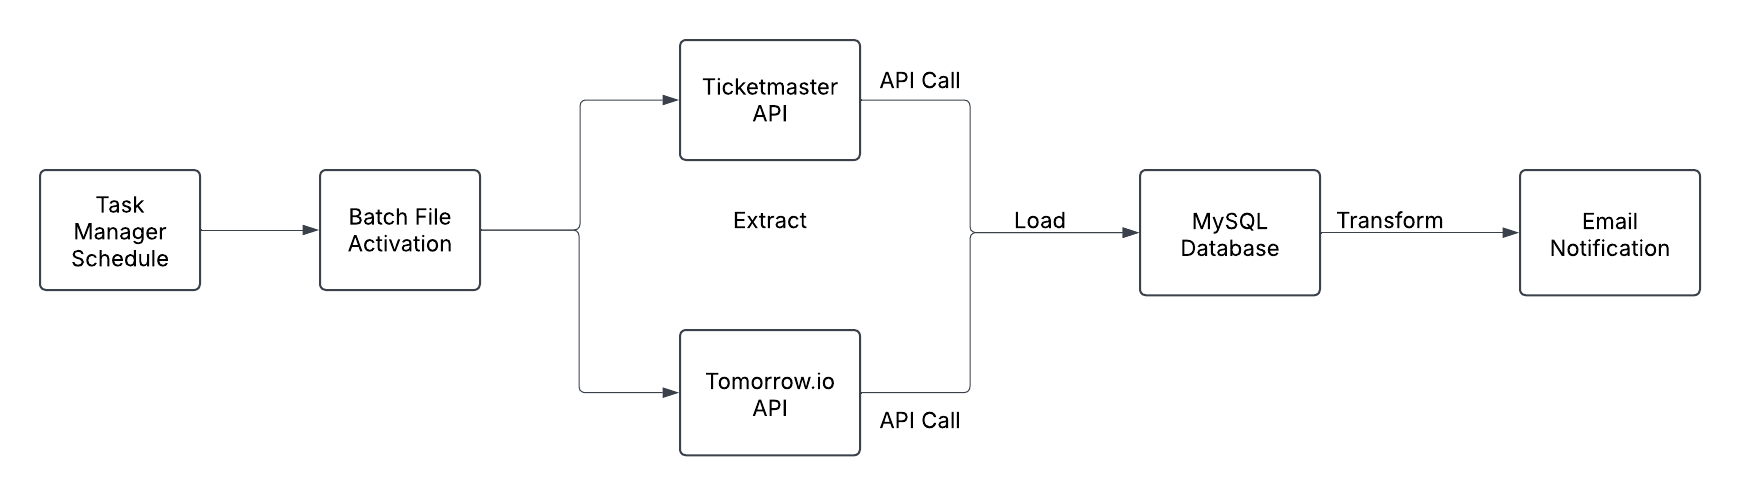 Task
Manager
Schedule
Batch File
Activation
Ticketmaster
API
API Call
Extract
Tomorrow.io
API
API Call
Load
MySQL
Database
Transform
Email
Notification